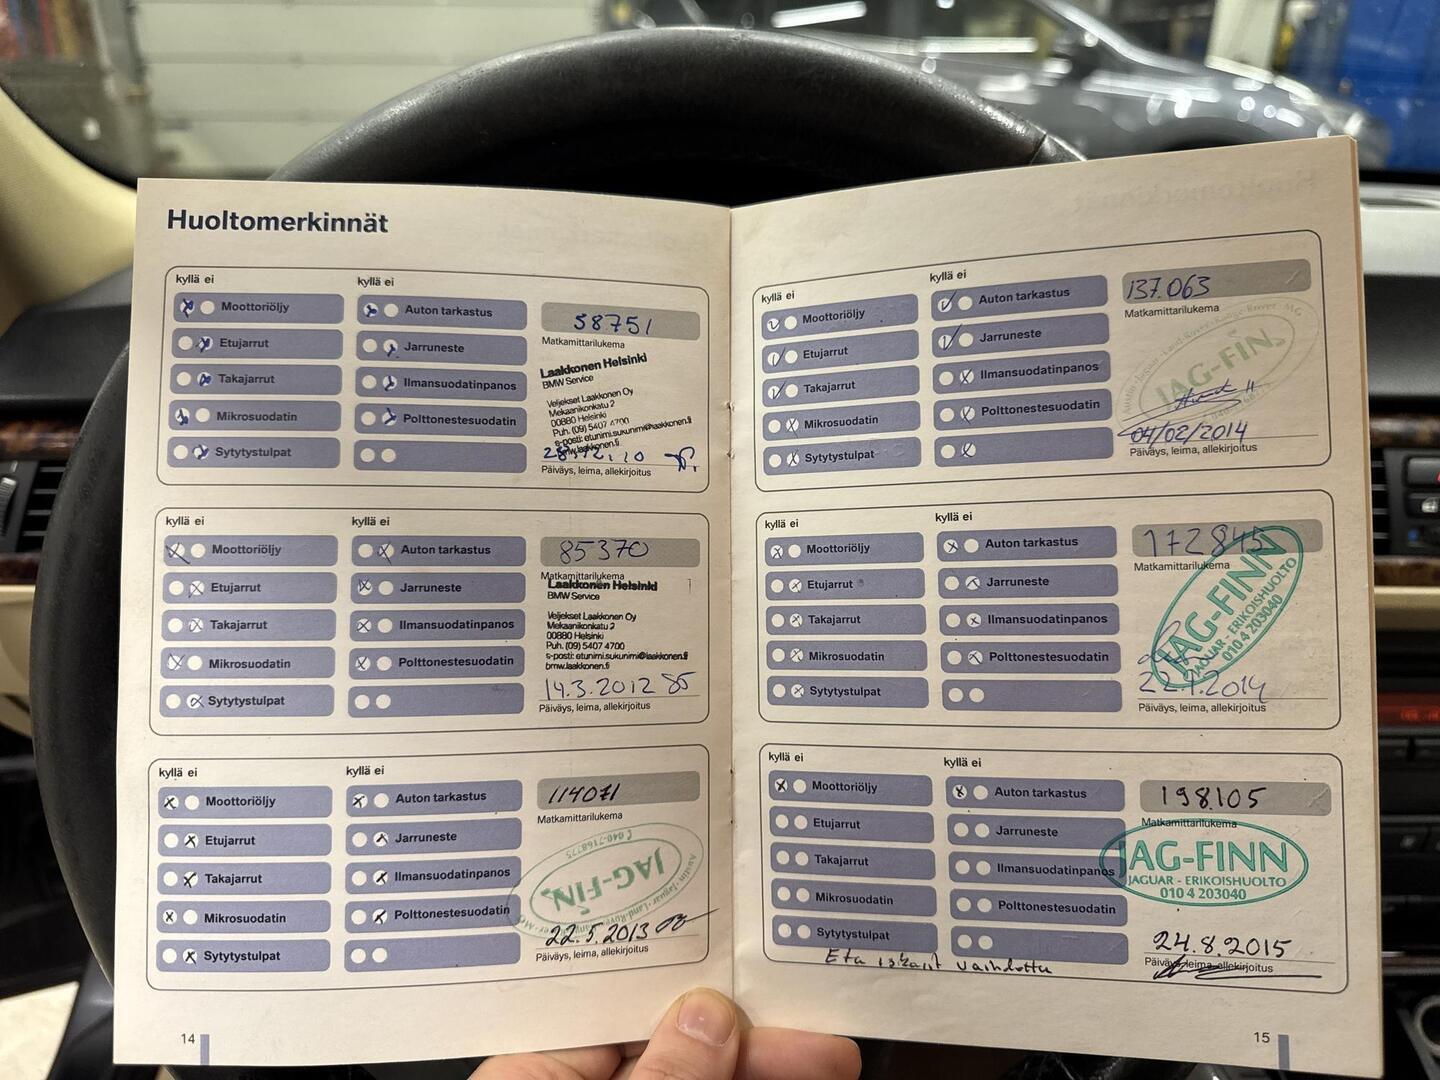 Huoltomerkinnät
kyllä ei
kyllä ei
Moottoriöljy
Auton tarkastus
Etujarrut
Jarruneste
Takajarrut
Ilmansuodatinpanos
Mikrosuodatin
Polttonestesuodatin
Sytytystulpat
58751
Matkamittarilukema
Laakkonen Helsinki
BMW Service
Veljekset Laakkonen Oy
Mekaanikonkatu 2
00880 Helsinki
Puh. (09) 5407 4700
e-posti: etunimi.sukunimi@laakkonen.fi
bmw.laakkonen.fi
28.12.10
Päiväys, leima, allekirjoitus
kyllä ei
kyllä ei
Moottoriöljy
Auton tarkastus
Etujarrut
Jarruneste
Takajarrut
Ilmansuodatinpanos
Mikrosuodatin
Polttonestesuodatin
Sytytystulpat
85370
Matkamittarilukema
Laakkonen Helsinki
BMW Service
Veljekset Laakkonen Oy
Mekaanikonkatu 2
00880 Helsinki
Puh. (09) 5407 4700
e-posti: etunimi.sukunimi@laakkonen.fi
bmw.laakkonen.fi
14.3.2012
Päiväys, leima, allekirjoitus
kyllä ei
kyllä ei
Moottoriöljy
Auton tarkastus
Etujarrut
Jarruneste
Takajarrut
Ilmansuodatinpanos
Mikrosuodatin
Polttonestesuodatin
Sytytystulpat
114071
Matkamittarilukema
JAG-FIN
22.5.2013
Päiväys, leima, allekirjoitus
14
kyllä ei
kyllä ei
Moottoriöljy
Auton tarkastus
Etujarrut
Jarruneste
Takajarrut
Ilmansuodatinpanos
Mikrosuodatin
Polttonestesuodatin
Sytytystulpat
137.063
Matkamittarilukema
JAG-FIN
04/02/2014
Päiväys, leima, allekirjoitus
kyllä ei
kyllä ei
Moottoriöljy
Auton tarkastus
Etujarrut
Jarruneste
Takajarrut
Ilmansuodatinpanos
Mikrosuodatin
Polttonestesuodatin
Sytytystulpat
172845
Matkamittarilukema
JAG-FINN
JAGUAR - ERIKOISHUOLTO
010 4 203040
Päiväys, leima, allekirjoitus
kyllä ei
kyllä ei
Moottoriöljy
Auton tarkastus
Etujarrut
Jarruneste
Takajarrut
Ilmansuodatinpanos
Mikrosuodatin
Polttonestesuodatin
Sytytystulpat
Eta iskarit vaihdettu
198.105
Matkamittarilukema
JAG-FINN
JAGUAR - ERIKOISHUOLTO
010 4 203040
24.8.2015
Päiväys, leima, allekirjoitus
15